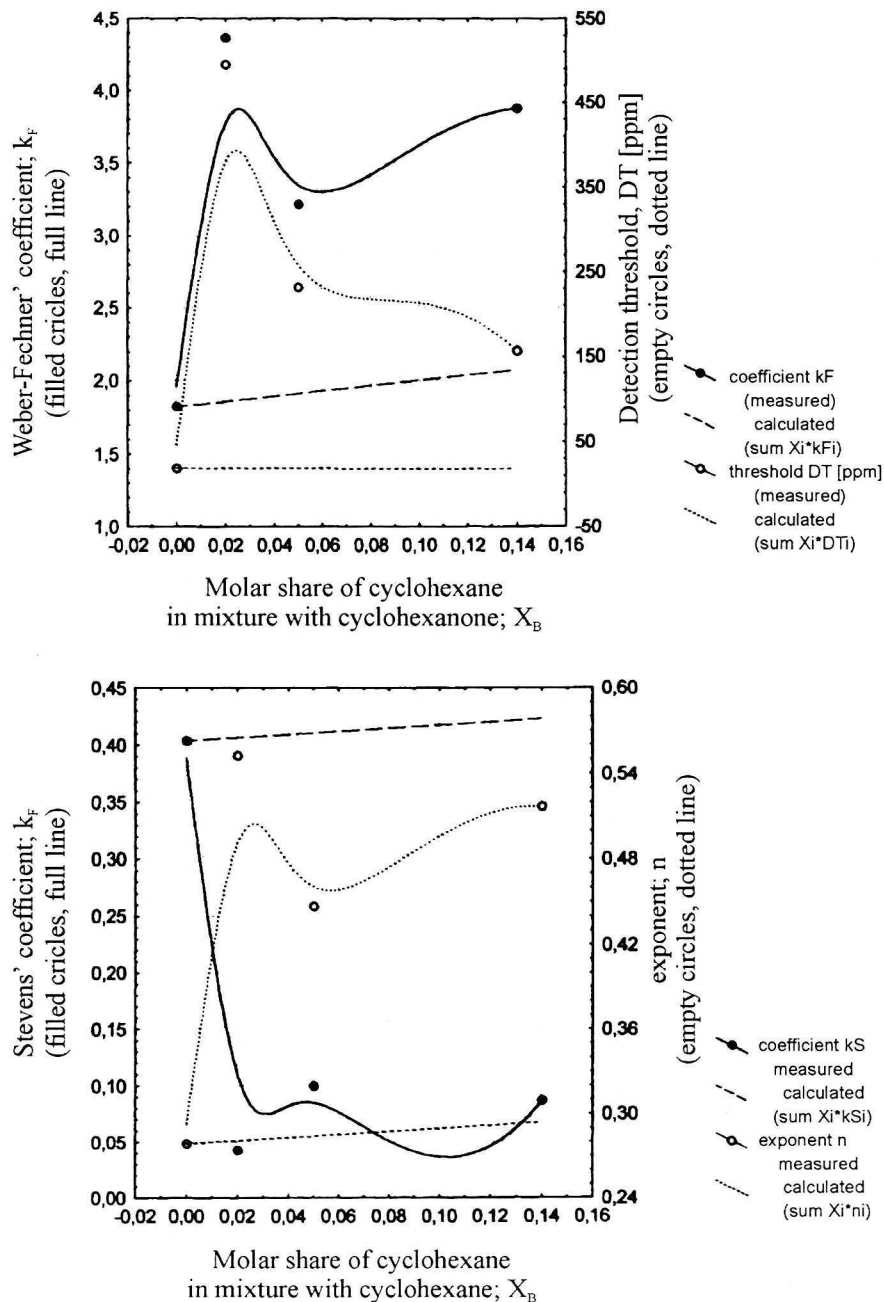 4,5
4,0
3,5
3,0
2,5
2,0
1,5
1,0
Weber-Fechner' coefficient; kF
(filled cricles, full line)
550
450
350
250
150
50
-50
Detection threshold, DT [ppm]
(empty circles, dotted line)
-0,02 0,00 0,02 0,04 0,06 0,08 0,10 0,12 0,14 0,16
Molar share of cyclohexane
in mixture with cyclohexanone; XB
coefficient kF
(measured)
calculated
(sum Xi*kFi)
threshold DT [ppm]
(measured)
calculated
(sum Xi*DTi)
0,45
0,40
0,35
0,30
0,25
0,20
0,15
0,10
0,05
0,00
Stevens' coefficient; kF
(filled cricles, full line)
0,60
0,54
0,48
0,42
0,36
0,30
0,24
exponent; n
(empty circles, dotted line)
-0,02 0,00 0,02 0,04 0,06 0,08 0,10 0,12 0,14 0,16
Molar share of cyclohexane
in mixture with cyclohexane; XB
coefficient kS
measured
calculated
(sum Xi*kSi)
exponent n
measured
calculated
(sum Xi*ni)